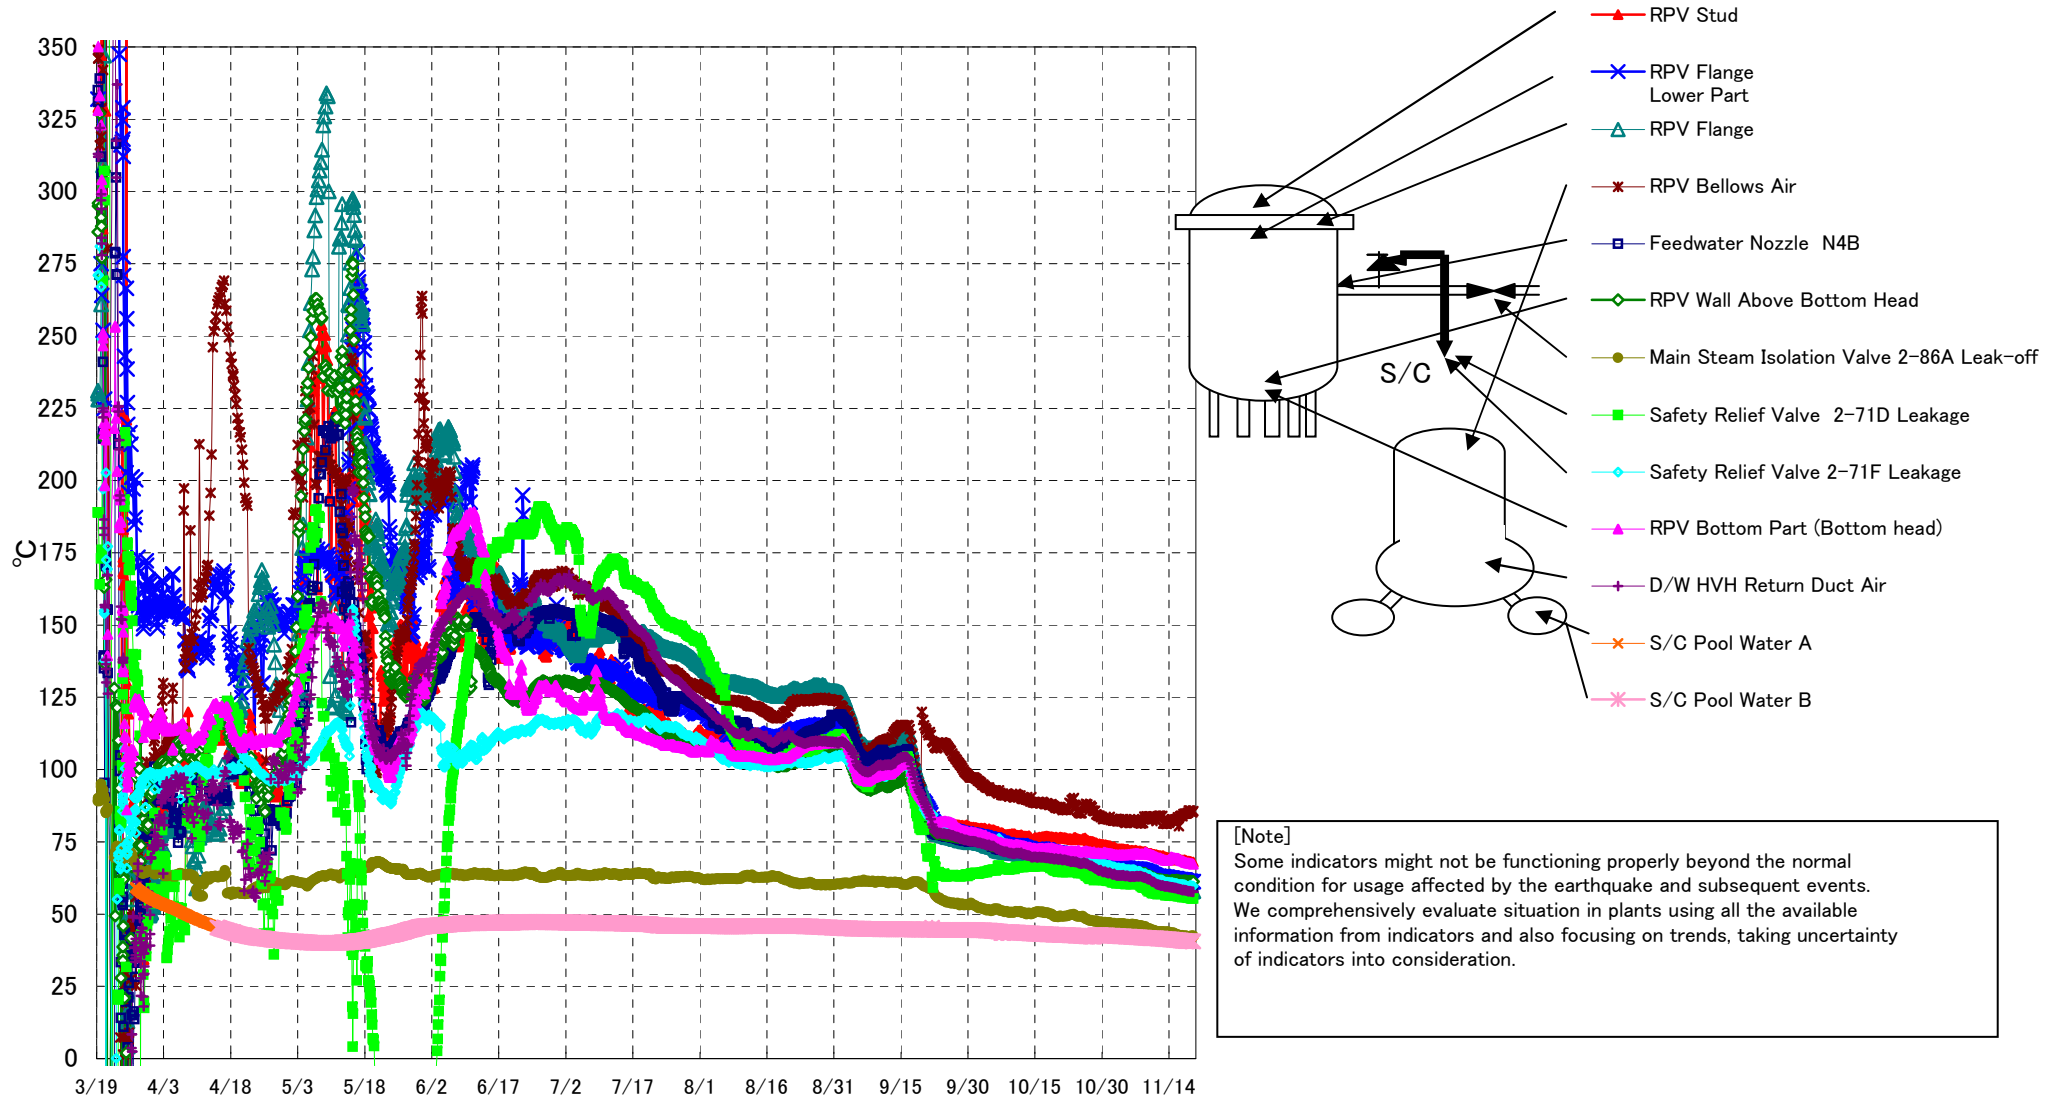 ℃
350
325
300
275
250
225
200
175
150
125
100
75
50
25
0
3/19 4/3 4/18 5/3 5/18 6/2 6/17 7/2 7/17 8/1 8/16 8/31 9/15 9/30 10/15 10/30 11/14
RPV Stud
RPV Flange
Lower Part
RPV Flange
RPV Bellows Air
Feedwater Nozzle N4B
RPV Wall Above Bottom Head
Main Steam Isolation Valve 2-86A Leak-off
Safety Relief Valve 2-71D Leakage
Safety Relief Valve 2-71F Leakage
RPV Bottom Part (Bottom head)
D/W HVH Return Duct Air
S/C Pool Water A
S/C Pool Water B
S/C
[Note]
Some indicators might not be functioning properly beyond the normal
condition for usage affected by the earthquake and subsequent events.
We comprehensively evaluate situation in plants using all the available
information from indicators and also focusing on trends, taking uncertainty
of indicators into consideration.